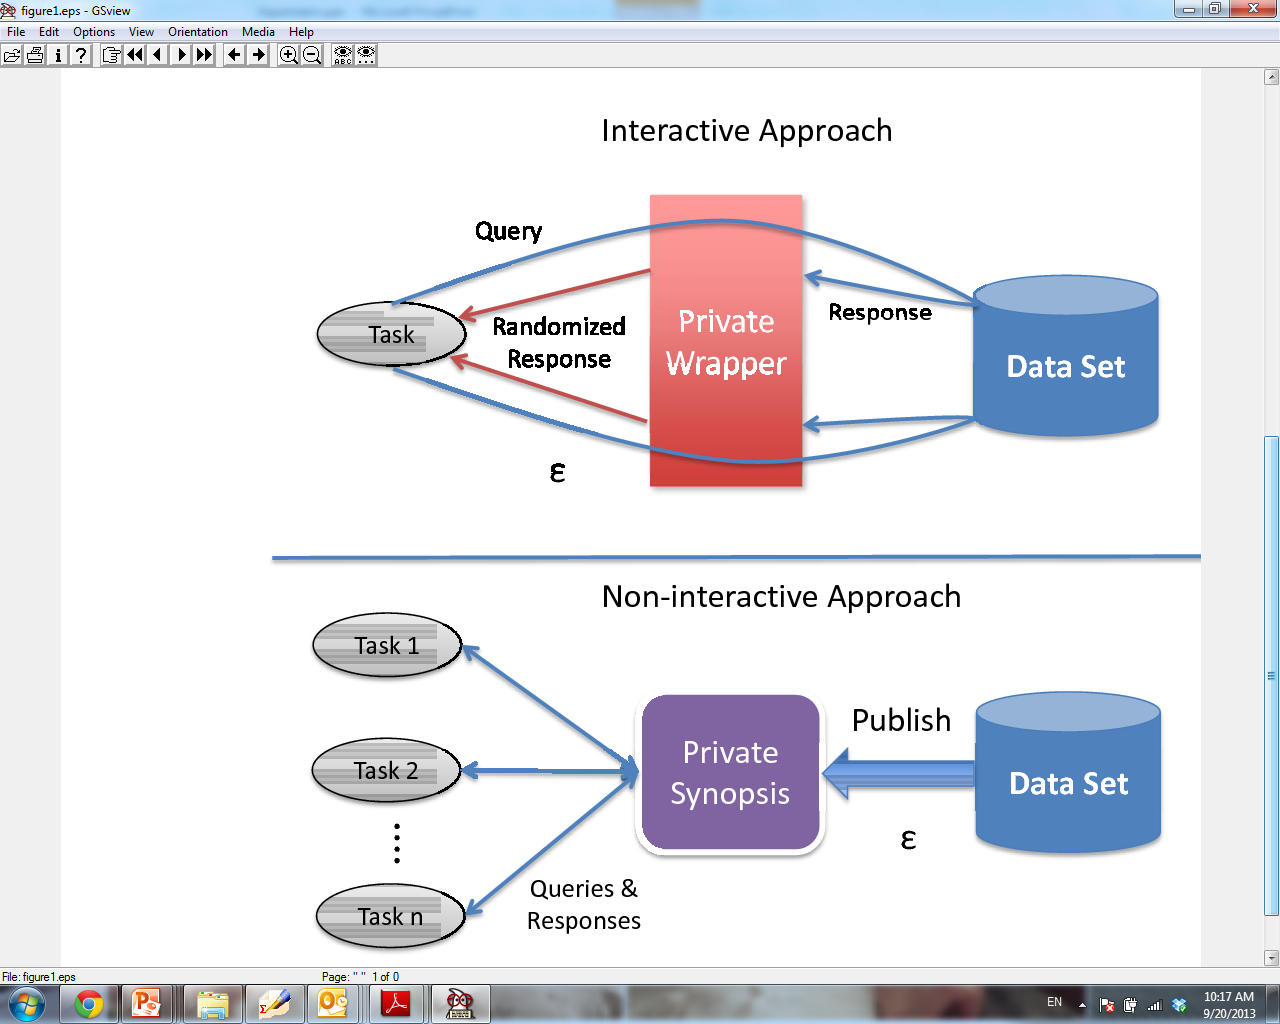 figure1.eps - GSview
File Edit Options View Orientation Media Help
Interactive Approach
Query
Task
Randomized
Response
Private
Wrapper
Response
Data Set
ε
Non-interactive Approach
Task 1
Task 2
Task n
Queries &
Responses
Private
Synopsis
Publish
ε
Data Set
File: figure1.eps Page: " " 1 of 0
EN
10:17 AM
9/20/2013